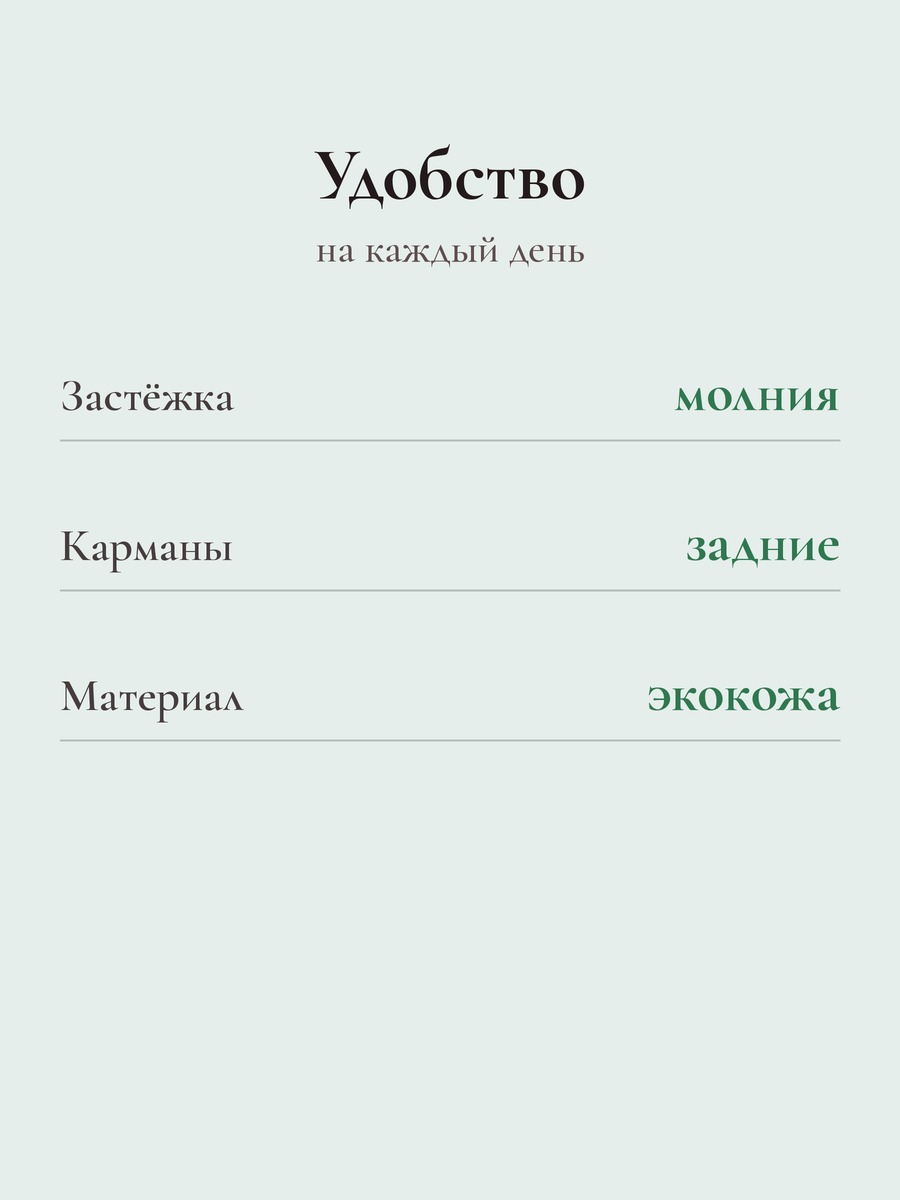 Удобство
на каждый день
Застёжка молния
Карманы задние
Материал экокожа